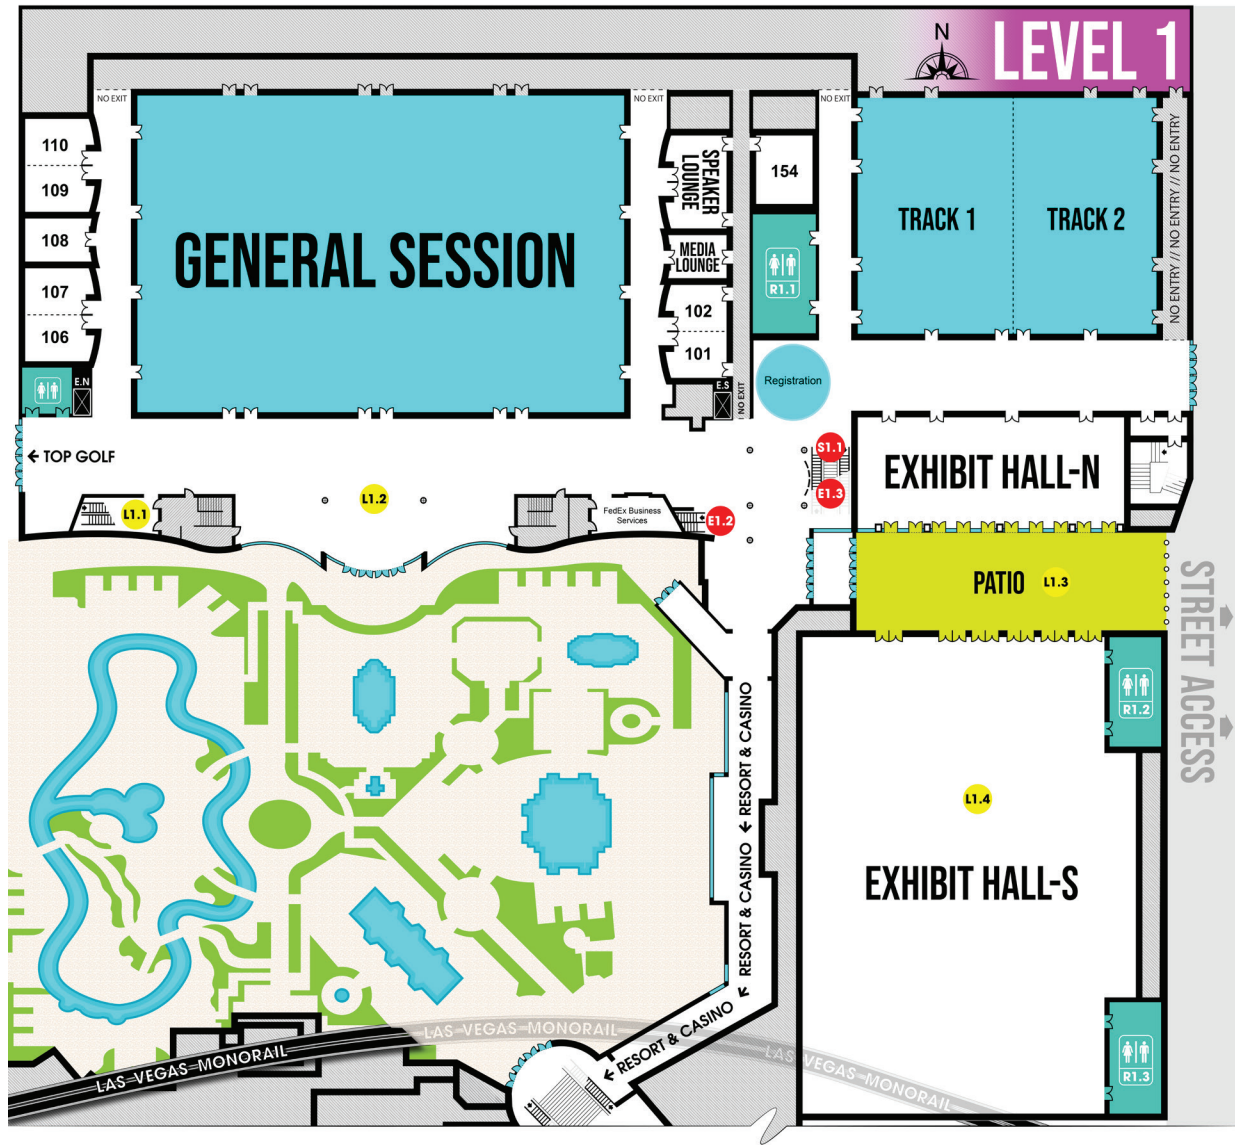 N
LEVEL 1
NO EXIT
NO EXIT
NO EXIT
110
109
108
107
106
E.N
GENERAL SESSION
SPEAKER
LOUNGE
MEDIA
LOUNGE
102
101
E.S
NO EXIT
154
R1.1
Registration
TRACK 1
TRACK 2
NO ENTRY // NO ENTRY // NO ENTRY
← TOP GOLF
L1.1
L1.2
FedEx Business
Services
E1.2
S1.1
E1.3
EXHIBIT HALL-N
PATIO
L1.3
STREET ACCESS
R1.2
L1.4
EXHIBIT HALL-S
R1.3
RESORT & CASINO
← RESORT & CASINO
← RESORT & CASINO
← RESORT & CASINO
LAS VEGAS MONORAIL
LAS VEGAS MONORAIL
LAS VEGAS MONORAIL